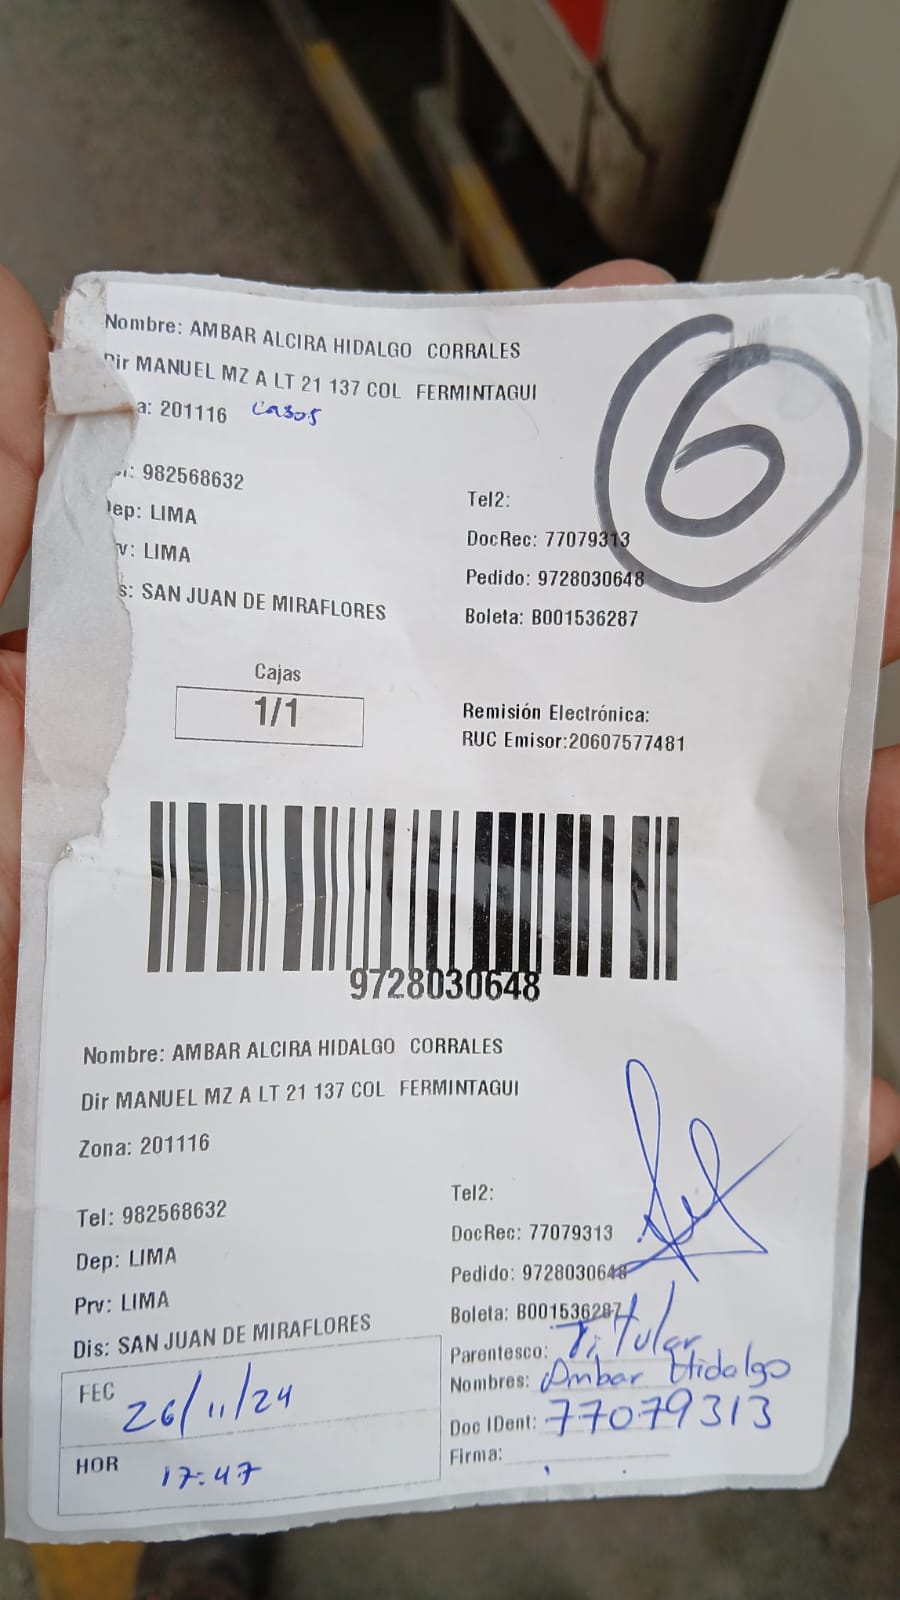 Nombre: AMBAR ALCIRA HIDALGO CORRALES
Dir MANUEL MZ A LT 21 137 COL FERMINTAGUI
a: 201116 casos
6
: 982568632
Tel2:
ep: LIMA
DocRec: 77079313
v: LIMA
Pedido: 9728030648
s: SAN JUAN DE MIRAFLORES
Boleta: B001536287
Cajas
1/1
Remisión Electrónica:
RUC Emisor:20607577481
9728030648
Nombre: AMBAR ALCIRA HIDALGO CORRALES
Dir MANUEL MZ A LT 21 137 COL FERMINTAGUI
Zona: 201116
Tel: 982568632
Tel2:
Dep: LIMA
DocRec: 77079313
Prv: LIMA
Pedido: 9728030648
Dis: SAN JUAN DE MIRAFLORES
Boleta: B001536287
Parentesco: Titular
FEC 26/11/24
Nombres: Ambar Hidalgo
Doc IDent: 77079313
HOR 17:47
Firma: